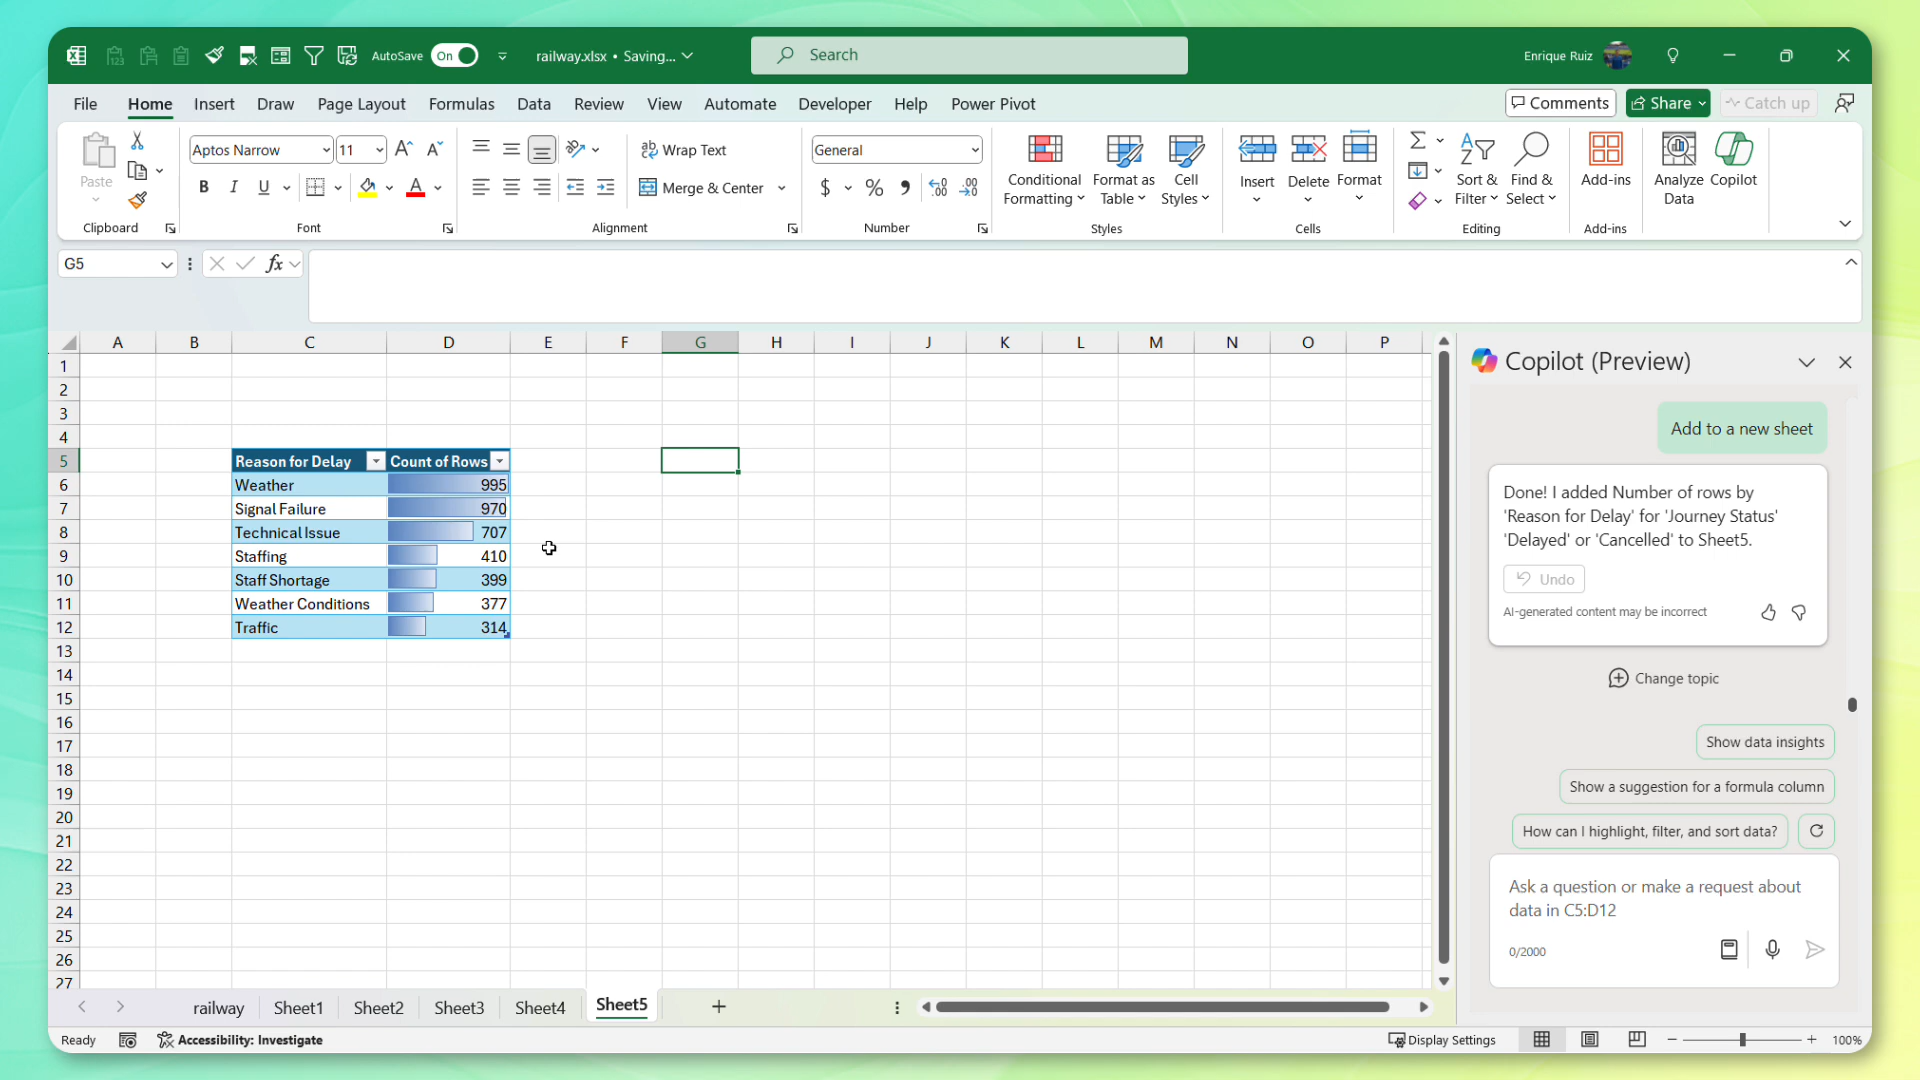 AutoSave On railway.xlsx • Saving... Search Enrique Ruiz
File Home Insert Draw Page Layout Formulas Data Review View Automate Developer Help Power Pivot Comments Share Catch up
Aptos Narrow 11 Wrap Text General
Paste B I U Merge & Center $ %
Conditional Formatting Format as Table Cell Styles Insert Delete Format Sort & Filter Find & Select Add-ins Analyze Data Copilot
Clipboard Font Alignment Number Styles Cells Editing Add-ins
G5 fx
A B C D E F G H I J K L M N O P
1
2
3
4
5 Reason for Delay Count of Rows
6 Weather 995
7 Signal Failure 970
8 Technical Issue 707
9 Staffing 410
10 Staff Shortage 399
11 Weather Conditions 377
12 Traffic 314
13
14
15
16
17
18
19
20
21
22
23
24
25
26
27
Copilot (Preview)
Add to a new sheet
Done! I added Number of rows by
'Reason for Delay' for 'Journey Status'
'Delayed' or 'Cancelled' to Sheet5.
Undo
AI-generated content may be incorrect
Change topic
Show data insights
Show a suggestion for a formula column
How can I highlight, filter, and sort data?
Ask a question or make a request about
data in C5:D12
0/2000
railway Sheet1 Sheet2 Sheet3 Sheet4 Sheet5
Ready Accessibility: Investigate Display Settings 100%